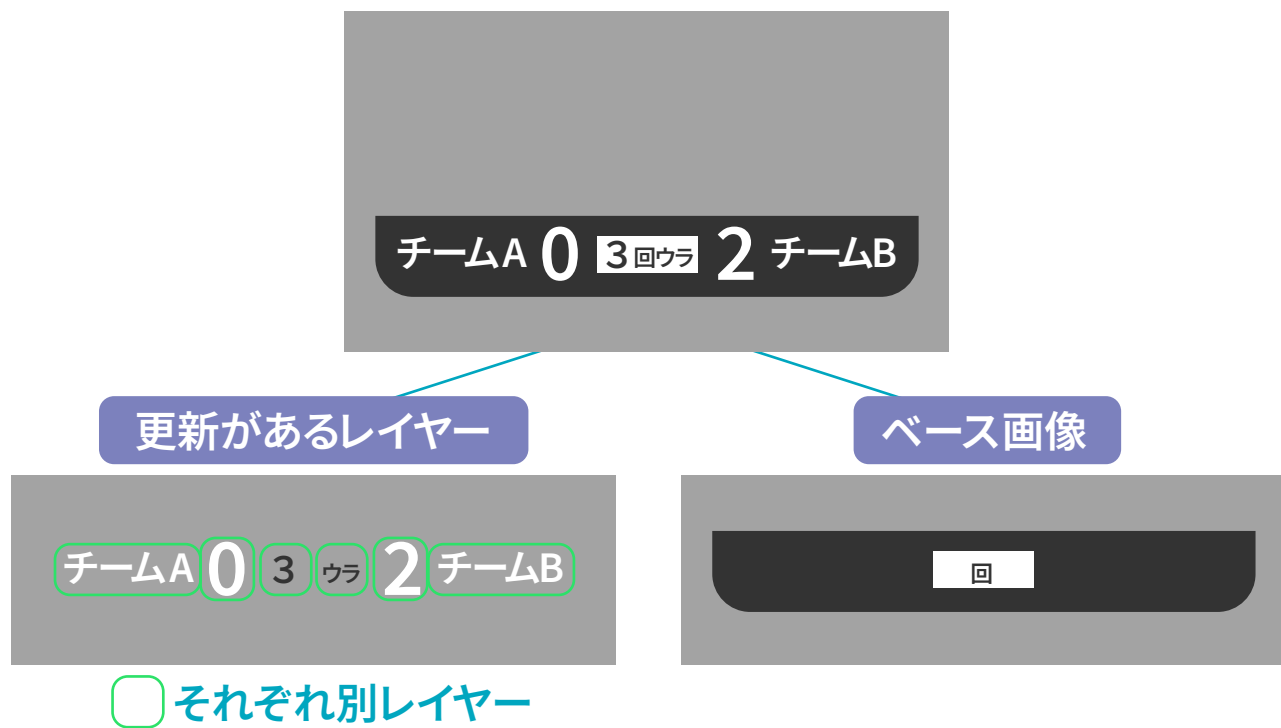 チームA 0 3回ウラ 2 チームB
更新があるレイヤー
ベース画像
チームA 0 3 ウラ 2 チームB
回
それぞれ別レイヤー